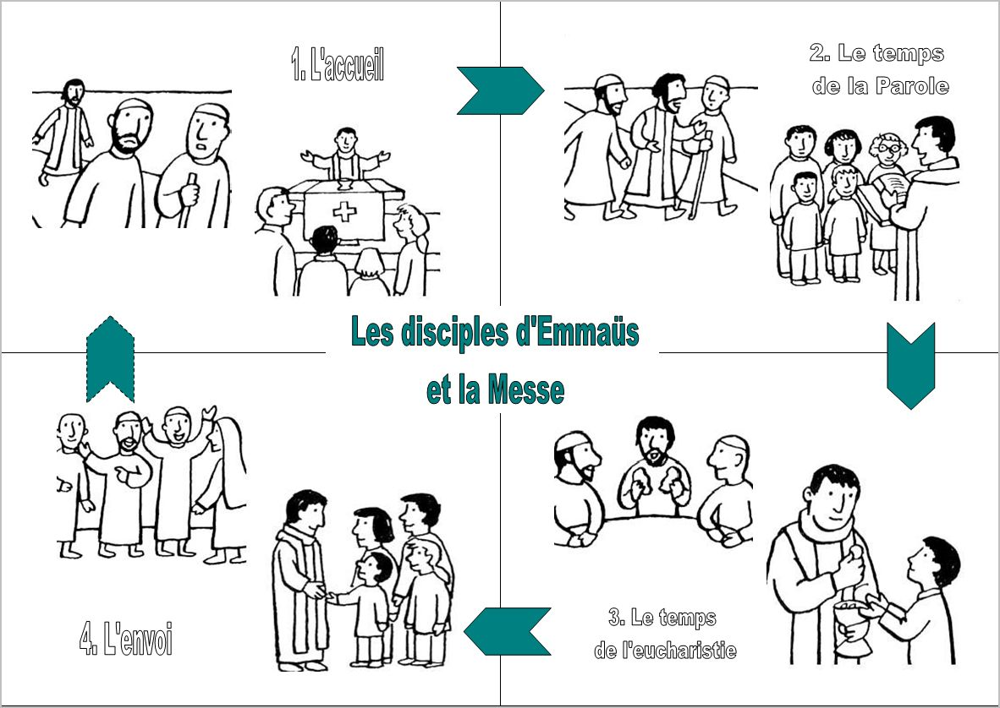 1. L'accueil
2. Le temps
de la Parole
Les disciples d'Emmaüs
et la Messe
3. Le temps
de l'eucharistie
4. L'envoi